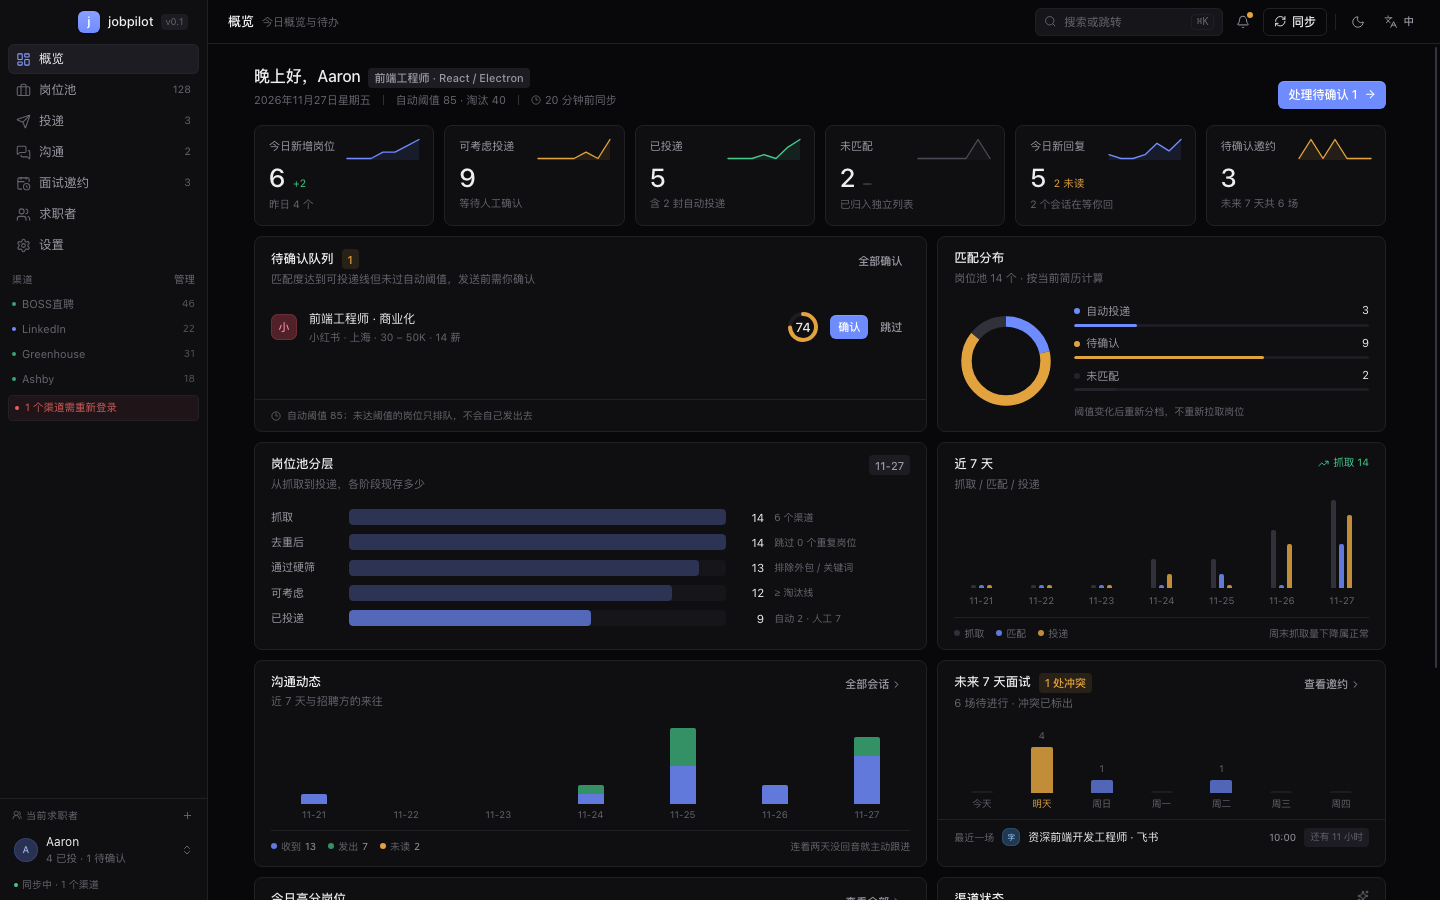 jobpilot v0.1
概览
岗位池 128
投递 3
沟通 2
面试邀约 3
求职者
设置
渠道 管理
BOSS直聘 46
LinkedIn 22
Greenhouse 31
Ashby 18
1 个渠道需重新登录
当前求职者 +
A Aaron
4 已投 · 1 待确认
同步中 · 1 个渠道
概览 今日概览与待办
搜索或跳转 ⌘K
同步
中
晚上好，Aaron 前端工程师 · React / Electron
2026年11月27日星期五 自动阈值 85 · 淘汰 40 20 分钟前同步
处理待确认 1 →
今日新增岗位
6 +2
昨日 4 个
可考虑投递
9
等待人工确认
已投递
5
含 2 封自动投递
未匹配
2 —
已归入独立列表
今日新回复
5 2 未读
2 个会话在等你回
待确认邀约
3
未来 7 天共 6 场
待确认队列 1
全部确认
匹配度达到可投递线但未过自动阈值，发送前需你确认
小 前端工程师 · 商业化
小红书 · 上海 · 30 – 50K · 14 薪
74 确认 跳过
自动阈值 85；未达阈值的岗位只排队，不会自己发出去
匹配分布
岗位池 14 个 · 按当前简历计算
自动投递 3
待确认 9
未匹配 2
阈值变化后重新分档，不重新拉取岗位
岗位池分层 11-27
从抓取到投递，各阶段现存多少
抓取 14 6 个渠道
去重后 14 跳过 0 个重复岗位
通过硬筛 13 排除外包 / 关键词
可考虑 12 ≥ 淘汰线
已投递 9 自动 2 · 人工 7
近 7 天 抓取 14
抓取 / 匹配 / 投递
11-21 11-22 11-23 11-24 11-25 11-26 11-27
抓取 匹配 投递 周末抓取量下降属正常
沟通动态 全部会话
近 7 天与招聘方的来往
11-21 11-22 11-23 11-24 11-25 11-26 11-27
收到 13 发出 7 未读 2 连着两天没回音就主动跟进
未来 7 天面试 1 处冲突 查看邀约
6 场待进行 · 冲突已标出
4 1 1
今天 明天 周日 周一 周二 周三 周四
最近一场 字 资深前端开发工程师 · 飞书 10:00 还有 11 小时
今日高分岗位 查看全部
渠道状态